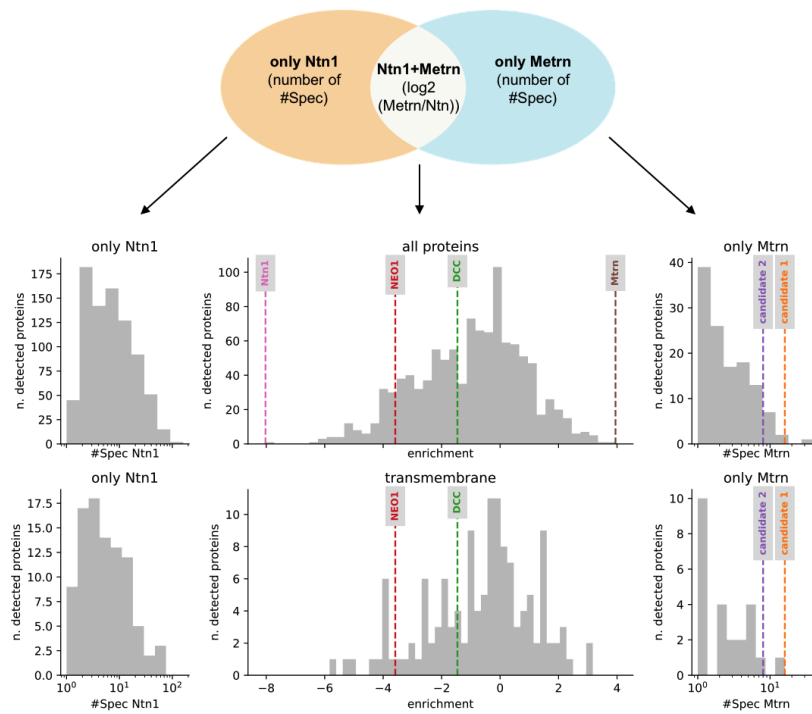 only Ntn1
(number of
#Spec)
Ntn1+Metrn
(log2
(Metrn/Ntn))
only Metrn
(number of
#Spec)
only Ntn1
n. detected proteins
175
150
125
100
75
50
25
0
#Spec Ntn1
all proteins
n. detected proteins
100
80
60
40
20
0
Ntn1
NEO1
DCC
Mtrn
enrichment
only Mtrn
n. detected proteins
40
30
20
10
0
candidate 2
candidate 1
#Spec Mtrn
only Ntn1
n. detected proteins
17.5
15.0
12.5
10.0
7.5
5.0
2.5
0.0
10⁰ 10¹ 10²
#Spec Ntn1
transmembrane
n. detected proteins
10
8
6
4
2
0
NEO1
DCC
−8 −6 −4 −2 0 2 4
enrichment
only Mtrn
n. detected proteins
10
8
6
4
2
0
candidate 2
candidate 1
10⁰ 10¹
#Spec Mtrn